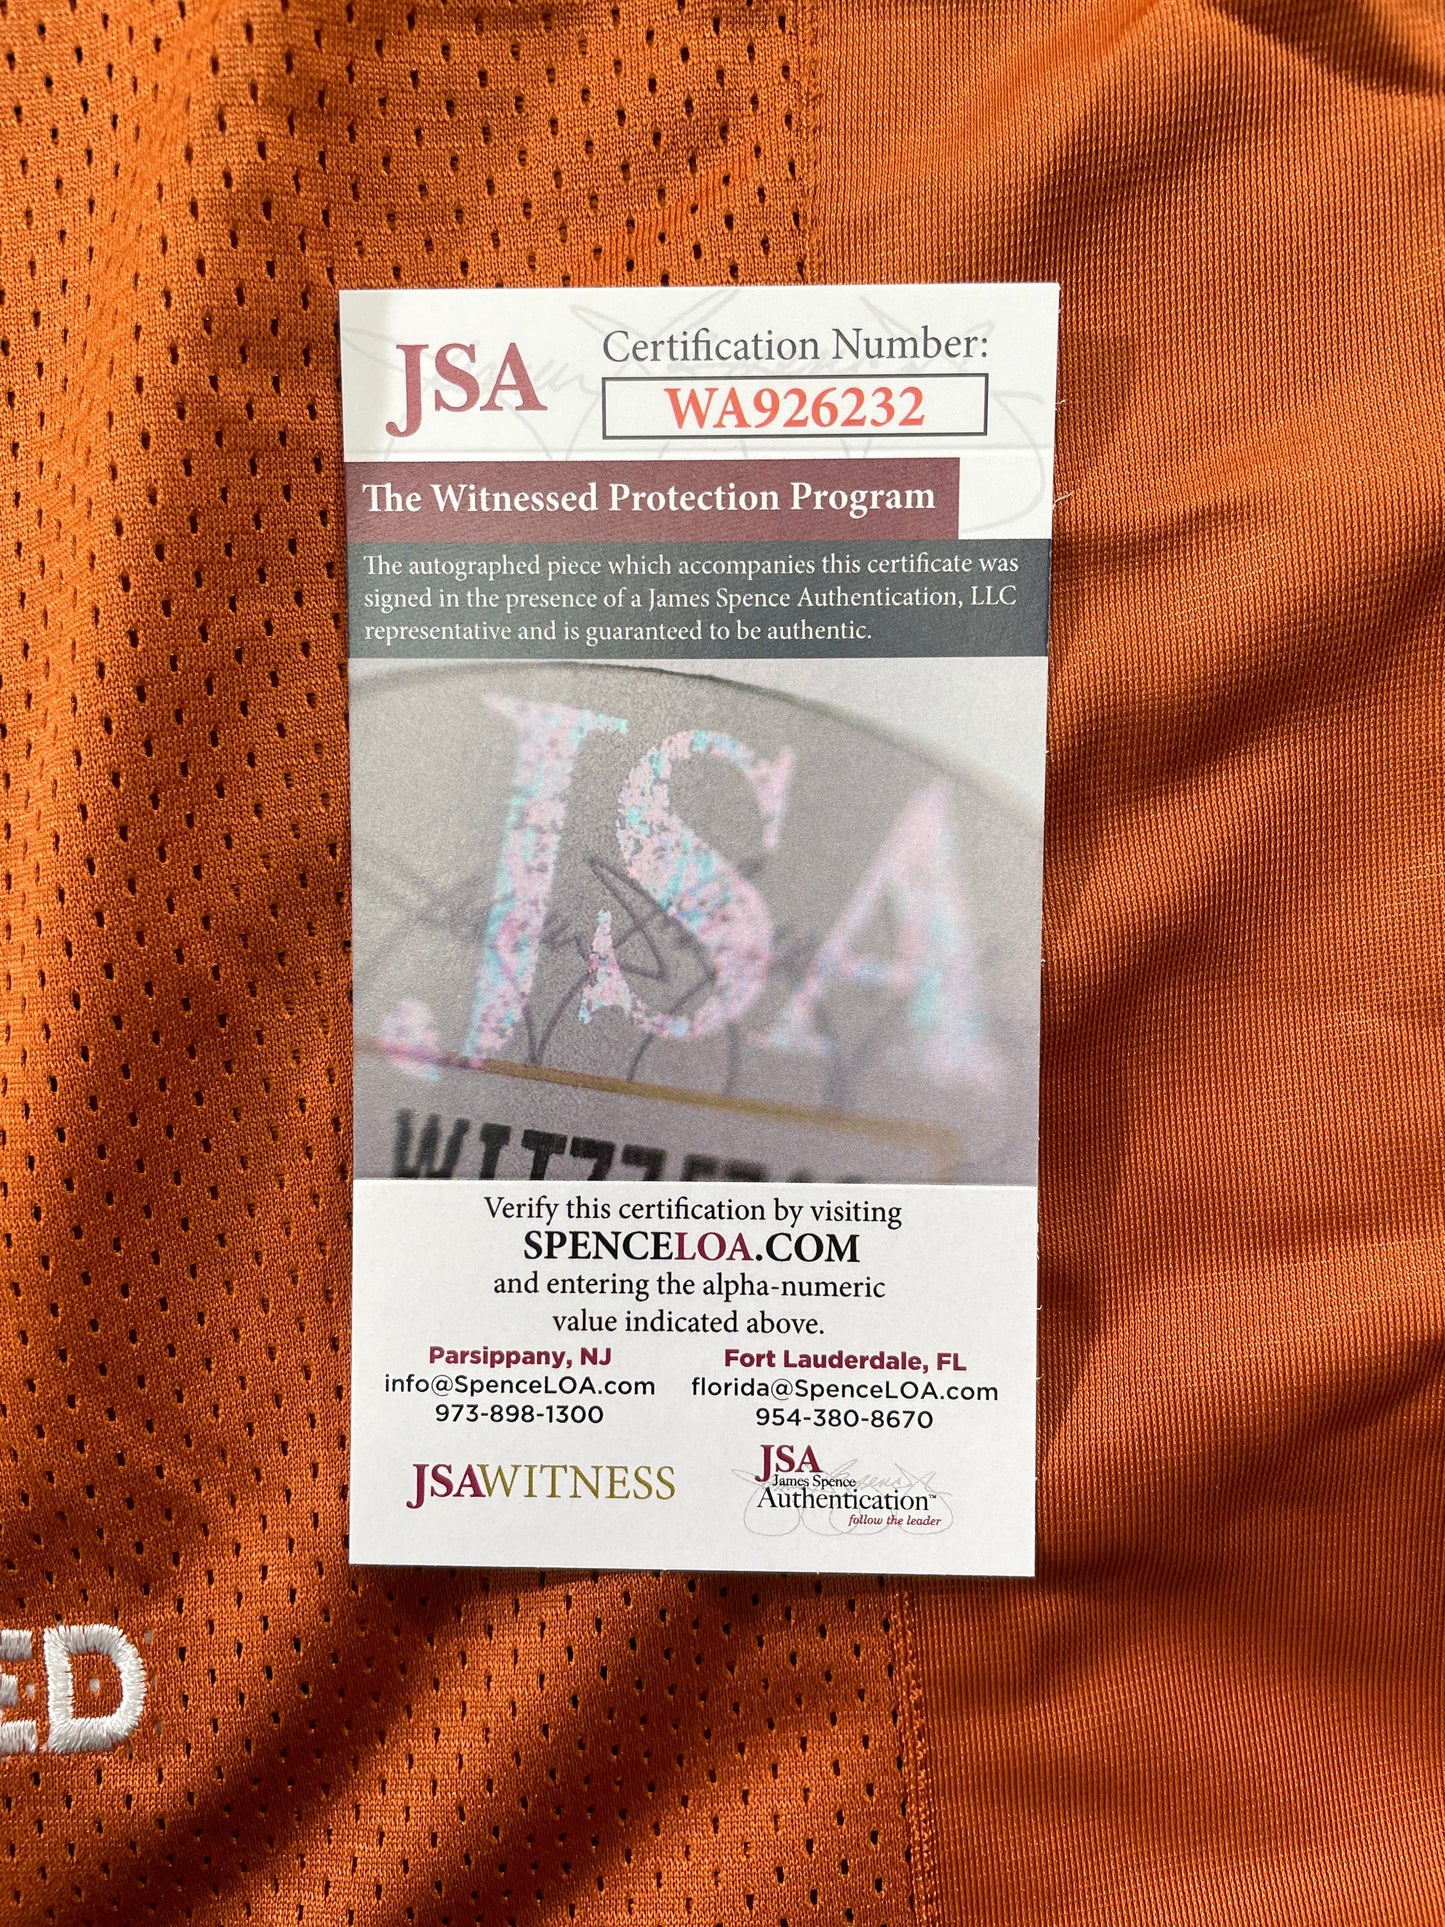 JSA
Certification Number:
WA926232
The Witnessed Protection Program
The autographed piece which accompanies this certificate was
signed in the presence of a James Spence Authentication, LLC
representative and is guaranteed to be authentic.
JSA
Verify this certification by visiting
SPENCELOA.COM
and entering the alpha-numeric
value indicated above.
Parsippany, NJ
info@SpenceLOA.com
973-898-1300
Fort Lauderdale, FL
florida@SpenceLOA.com
954-380-8670
JSAWITNESS
JSA
James Spence
Authentication™
follow the leader
ED